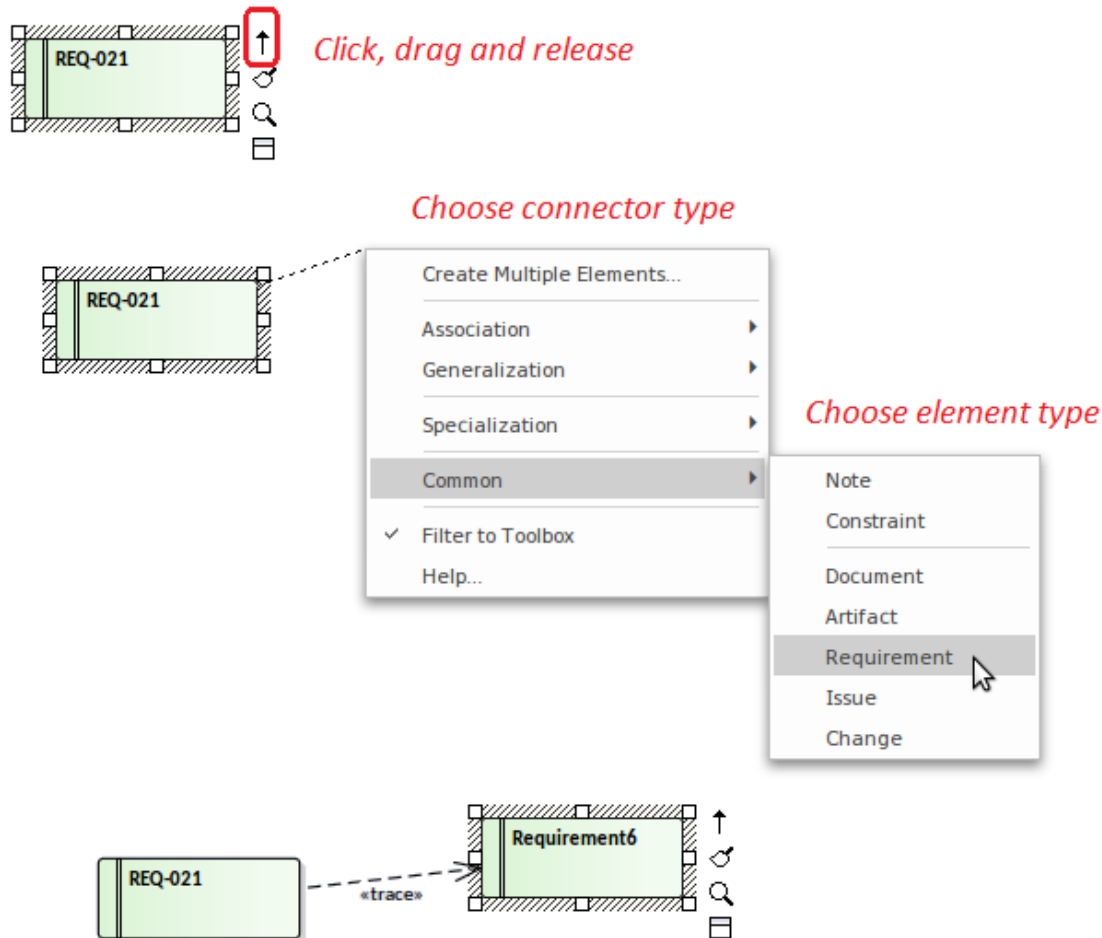 REQ-021
Click, drag and release
Choose connector type
REQ-021
Create Multiple Elements...
Association
Generalization
Specialization
Common
Filter to Toolbox
Help...
Choose element type
Note
Constraint
Document
Artifact
Requirement
Issue
Change
REQ-021
«trace»
Requirement6